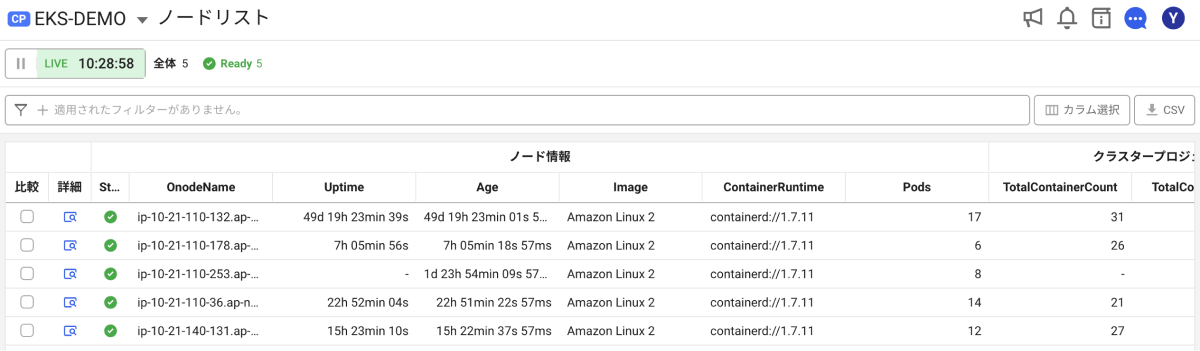 CP EKS-DEMO ノードリスト Y
LIVE 10:28:58 全体 5 Ready 5
適用されたフィルターがありません。 カラム選択 CSV
ノード情報 クラスタープロジェ
比較 詳細 St... OnodeName Uptime Age Image ContainerRuntime Pods TotalContainerCount TotalCo
ip-10-21-110-132.ap-... 49d 19h 23min 39s 49d 19h 23min 01s 5... Amazon Linux 2 containerd://1.7.11 17 31
ip-10-21-110-178.ap-... 7h 05min 56s 7h 05min 18s 57ms Amazon Linux 2 containerd://1.7.11 6 26
ip-10-21-110-253.ap-... - 1d 23h 54min 09s 57... Amazon Linux 2 containerd://1.7.11 8 -
ip-10-21-110-36.ap-n... 22h 52min 04s 22h 51min 22s 57ms Amazon Linux 2 containerd://1.7.11 14 21
ip-10-21-140-131.ap-... 15h 23min 10s 15h 22min 37s 57ms Amazon Linux 2 containerd://1.7.11 12 27